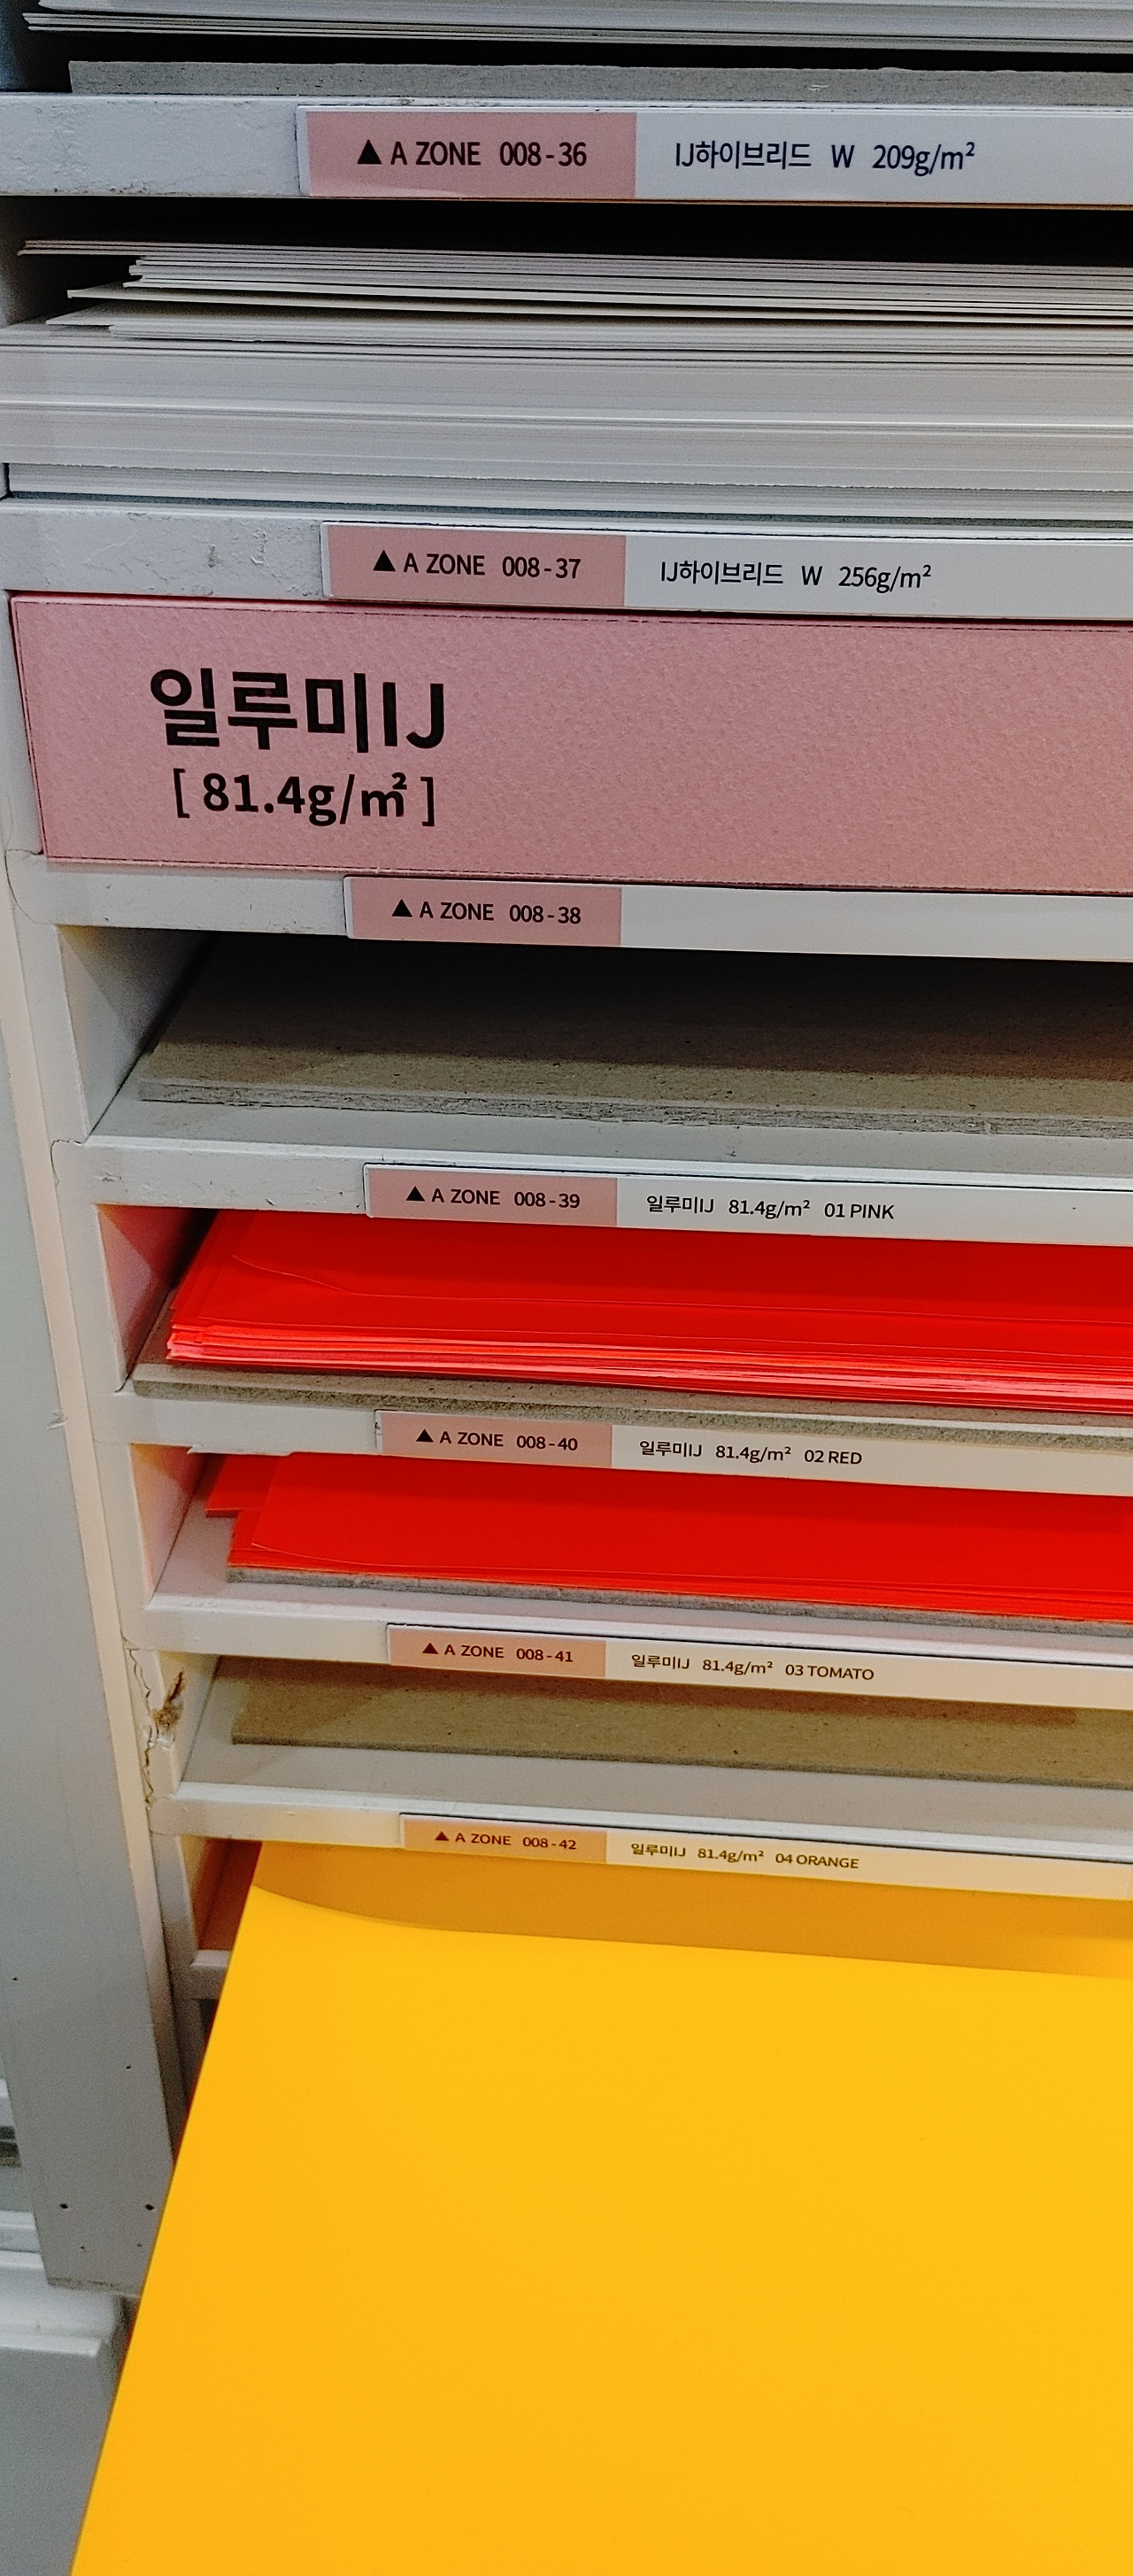 ▲ A ZONE 008-36 IJ하이브리드 W 209g/m²
▲ A ZONE 008-37 IJ하이브리드 W 256g/m²
일루미IJ
[ 81.4g/㎡ ]
▲ A ZONE 008-38
▲ A ZONE 008-39 일루미IJ 81.4g/m² 01 PINK
▲ A ZONE 008-40 일루미IJ 81.4g/m² 02 RED
▲ A ZONE 008-41 일루미IJ 81.4g/m² 03 TOMATO
▲ A ZONE 008-42 일루미IJ 81.4g/m² 04 ORANGE